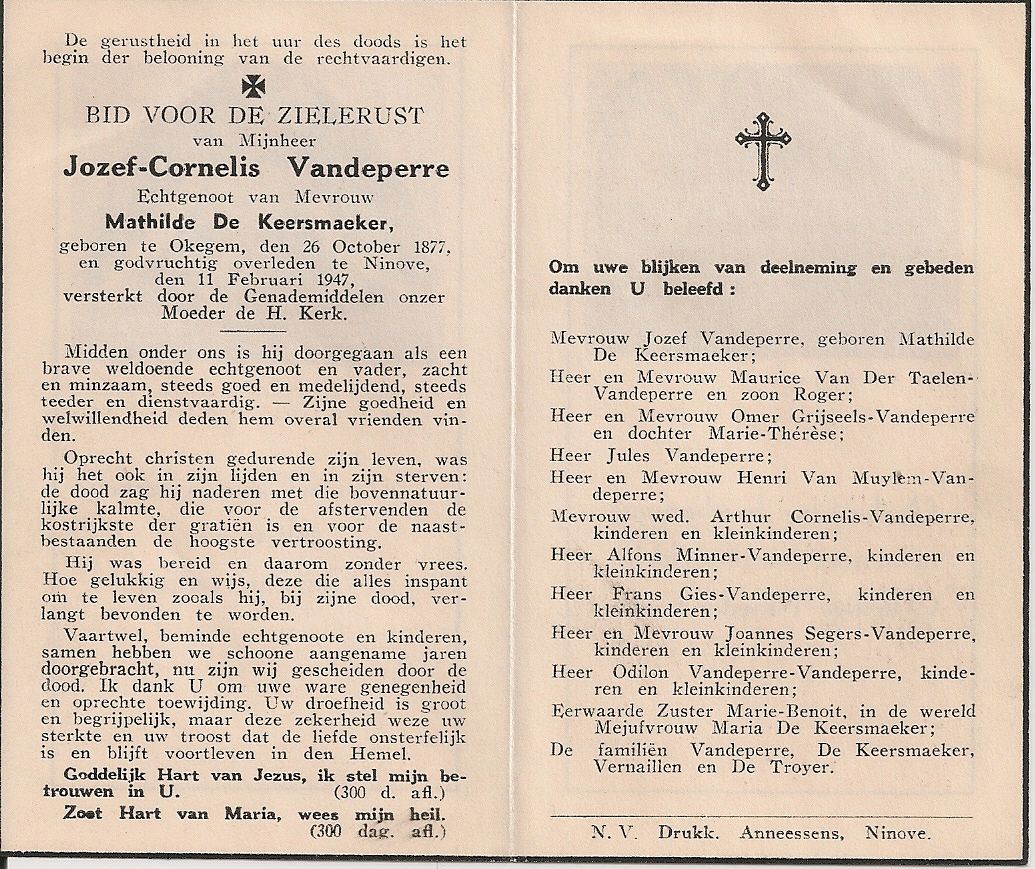 De gerustheid in het uur des doods is het
begin der belooning van de rechtvaardigen.
BID VOOR DE ZIELERUST
van Mijnheer
Jozef-Cornelis Vandeperre
Echtgenoot van Mevrouw
Mathilde De Keersmaeker,
geboren te Okegem, den 26 October 1877,
en godvruchtig overleden te Ninove,
den 11 Februari 1947,
versterkt door de Genademiddelen onzer
Moeder de H. Kerk.
Midden onder ons is hij doorgegaan als een
brave weldoende echtgenoot en vader, zacht
en minzaam, steeds goed en medelijdend, steeds
teeder en dienstvaardig. — Zijne goedheid en
welwillendheid deden hem overal vrienden vin-
den.
Oprecht christen gedurende zijn leven, was
hij het ook in zijn lijden en in zijn sterven:
de dood zag hij naderen met die bovennatuur-
lijke kalmte, die voor de afstervenden de
kostrijkste der gratiën is en voor de naast-
bestaanden de hoogste vertroosting.
Hij was bereid en daarom zonder vrees.
Hoe gelukkig en wijs, deze die alles inspant
om te leven zooals hij, bij zijne dood, ver-
langt bevonden te worden.
Vaartwel, beminde echtgenoote en kinderen,
samen hebben we schoone aangename jaren
doorgebracht, nu zijn wij gescheiden door de
dood. Ik dank U om uwe ware genegenheid
en oprechte toewijding. Uw droefheid is groot
en begrijpelijk, maar deze zekerheid weze uw
sterkte en uw troost dat de liefde onsterfelijk
is en blijft voortleven in den Hemel.
Goddelijk Hart van Jezus, ik stel mijn be-
trouwen in U. (300 d. afl.)
Zoet Hart van Maria, wees mijn heil.
(300 dag. afl.)
Om uwe blijken van deelneming en gebeden
danken U beleefd :
Mevrouw Jozef Vandeperre, geboren Mathilde
De Keersmaeker;
Heer en Mevrouw Maurice Van Der Taelen-
Vandeperre en zoon Roger;
Heer en Mevrouw Omer Grijseels-Vandeperre
en dochter Marie-Thérèse;
Heer Jules Vandeperre;
Heer en Mevrouw Henri Van Muylem-Van-
deperre;
Mevrouw wed. Arthur Cornelis-Vandeperre,
kinderen en kleinkinderen;
Heer Alfons Minner-Vandeperre, kinderen en
kleinkinderen;
Heer Frans Gies-Vandeperre, kinderen en
kleinkinderen;
Heer en Mevrouw Joannes Segers-Vandeperre,
kinderen en kleinkinderen;
Heer Odilon Vandeperre-Vandeperre, kinde-
ren en kleinkinderen;
Eerwaarde Zuster Marie-Benoit, in de wereld
Mejufvrouw Maria De Keersmaeker;
De familiën Vandeperre, De Keersmaeker,
Vernaillen en De Troyer.
N. V. Drukk. Anneessens, Ninove.